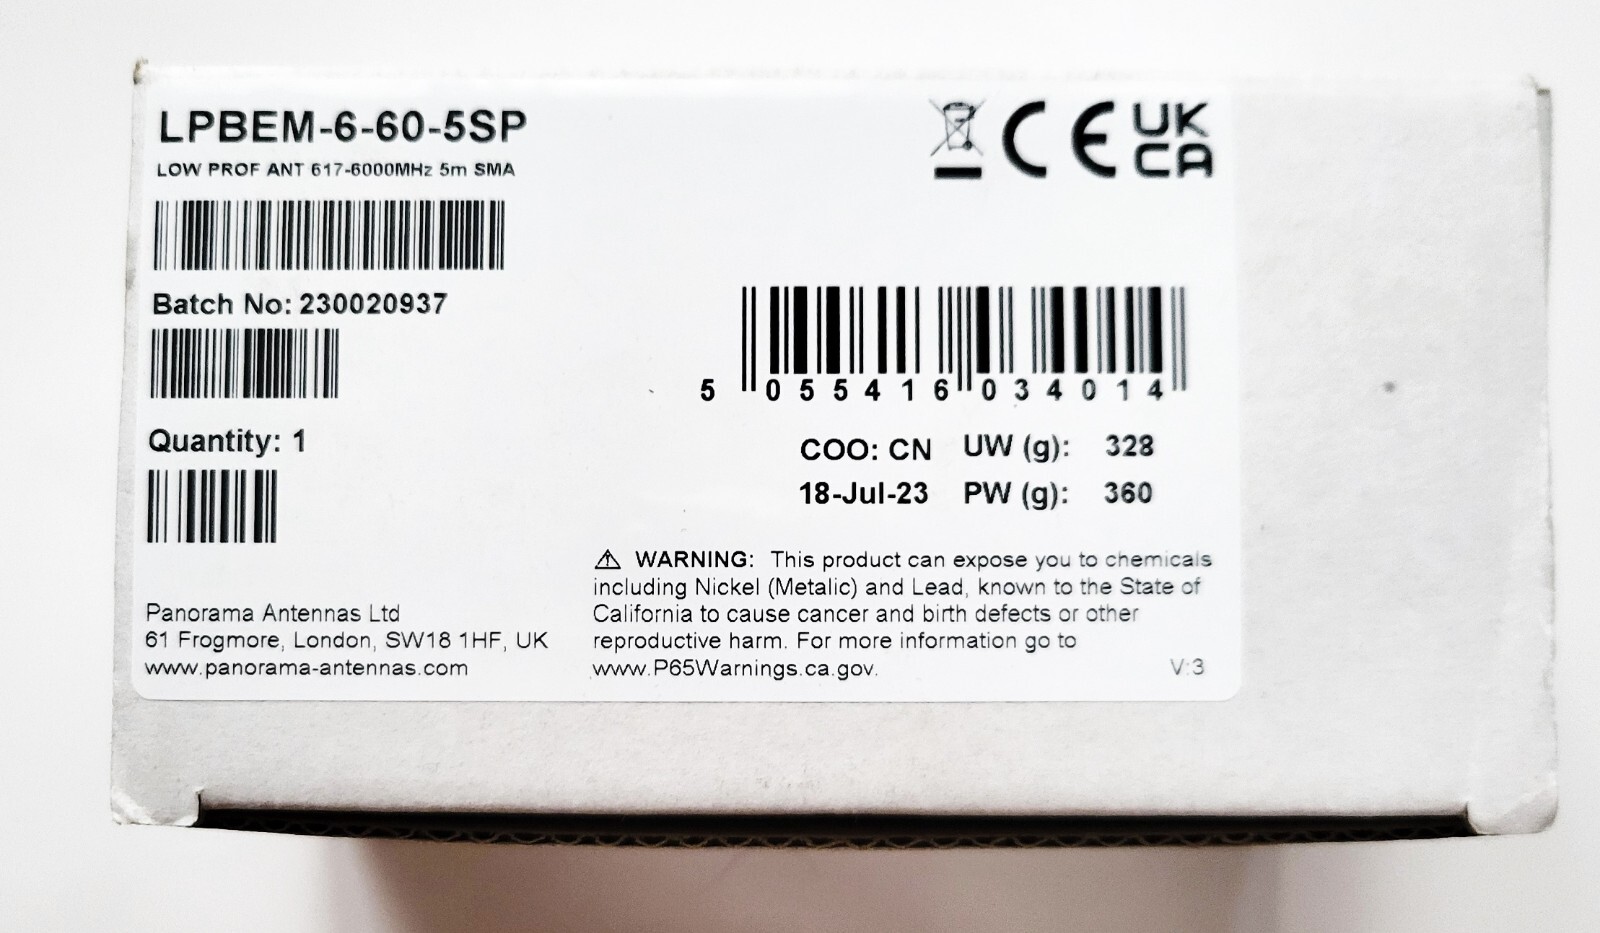 LPBEM-6-60-5SP
LOW PROF ANT 617-6000MHz 5m SMA
CE
UK
CA
Batch No: 230020937
Quantity: 1
5 055416 034014
COO: CN UW (g): 328
18-Jul-23 PW (g): 360
Panorama Antennas Ltd
61 Frogmore, London, SW18 1HF, UK
www.panorama-antennas.com
⚠ WARNING: This product can expose you to chemicals
including Nickel (Metalic) and Lead, known to the State of
California to cause cancer and birth defects or other
reproductive harm. For more information go to
www.P65Warnings.ca.gov.
V:3